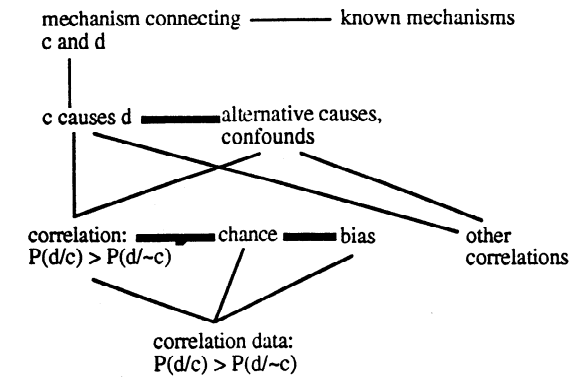 mechanism connecting
c and d
known mechanisms
c causes d
alternative causes,
confounds
correlation:
P(d/c) > P(d/~c)
chance
bias
other
correlations
correlation data:
P(d/c) > P(d/~c)